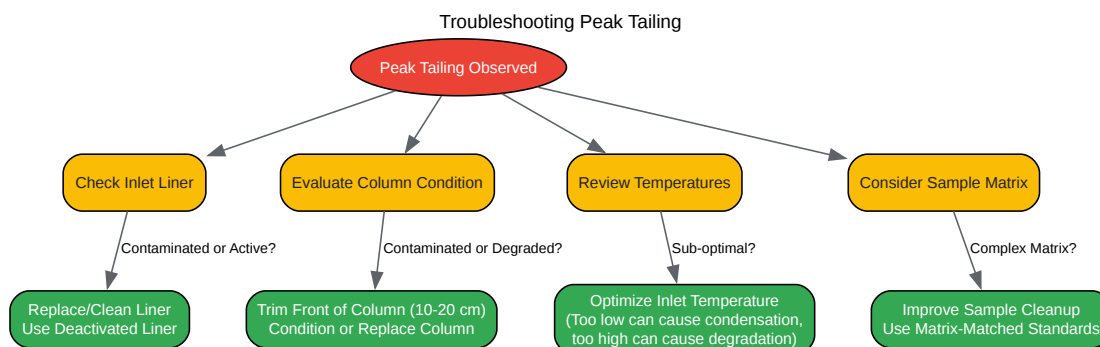 Troubleshooting Peak Tailing
Peak Tailing Observed
Check Inlet Liner
Evaluate Column Condition
Review Temperatures
Consider Sample Matrix
Contaminated or Active?
Contaminated or Degraded?
Sub-optimal?
Complex Matrix?
Replace/Clean Liner
Use Deactivated Liner
Trim Front of Column (10-20 cm)
Condition or Replace Column
Optimize Inlet Temperature
(Too low can cause condensation,
too high can cause degradation)
Improve Sample Cleanup
Use Matrix-Matched Standards